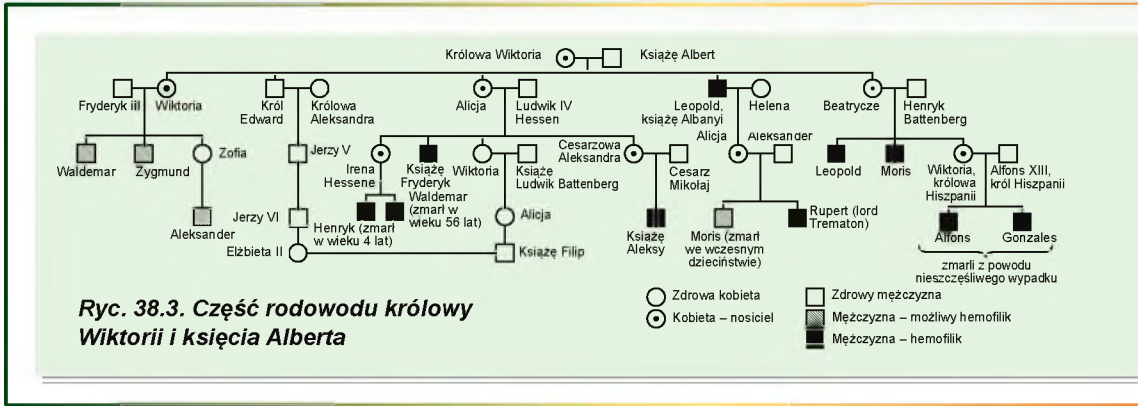 Królowa Wiktoria
Książę Albert
Fryderyk iii
Wiktoria
Król
Edward
Królowa
Aleksandra
Alicja
Ludwik IV
Hessen
Leopold,
książę Albanyi
Helena
Beatrycze
Henryk
Battenberg
Waldemar
Zygmund
Zofia
Jerzy V
Irena
Hessene
Książę
Fryderyk
Waldemar
(zmarł w
wieku 56 lat)
Wiktoria
Książę
Ludwik Battenberg
Cesarzowa
Aleksandra
Cesarz
Mikołaj
Alicja
Aleksander
Leopold
Moris
Wiktoria,
królowa
Hiszpanii
Alfons XIII,
król Hiszpanii
Aleksander
Jerzy VI
Henryk (zmarł
w wieku 4 lat)
Alicja
Książę
Aleksy
Moris (zmarł
we wczesnym
dzieciństwie)
Rupert (lord
Trematon)
Alfons
Gonzales
zmarli z powodu
nieszczęśliwego wypadku
Elżbieta II
Książę Filip
Zdrowa kobieta
Kobieta – nosiciel
Zdrowy mężczyzna
Mężczyzna – możliwy hemofilik
Mężczyzna – hemofilik
Ryc. 38.3. Część rodowodu królowy
Wiktorii i księcia Alberta